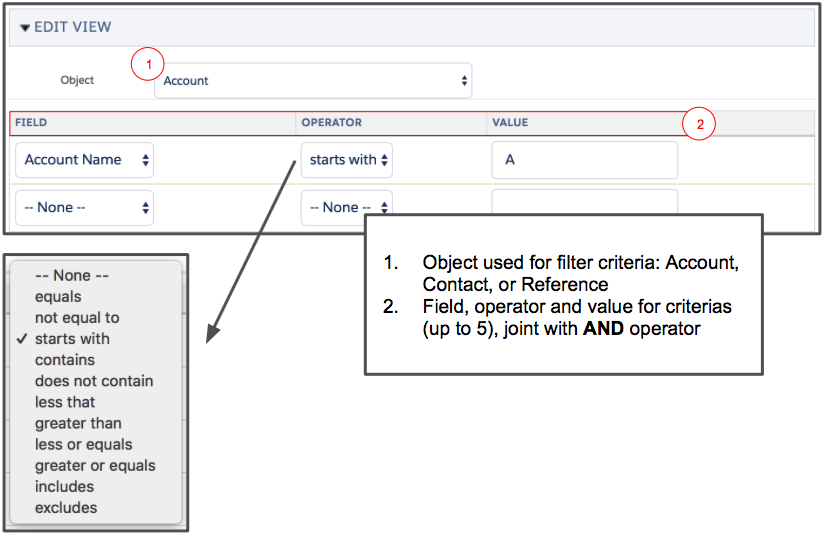 EDIT VIEW
1
Object
Account
FIELD OPERATOR VALUE
2
Account Name starts with A
-- None -- -- None --
1. Object used for filter criteria: Account,
Contact, or Reference
2. Field, operator and value for criterias
(up to 5), joint with AND operator
-- None --
equals
not equal to
✓ starts with
contains
does not contain
less that
greater than
less or equals
greater or equals
includes
excludes